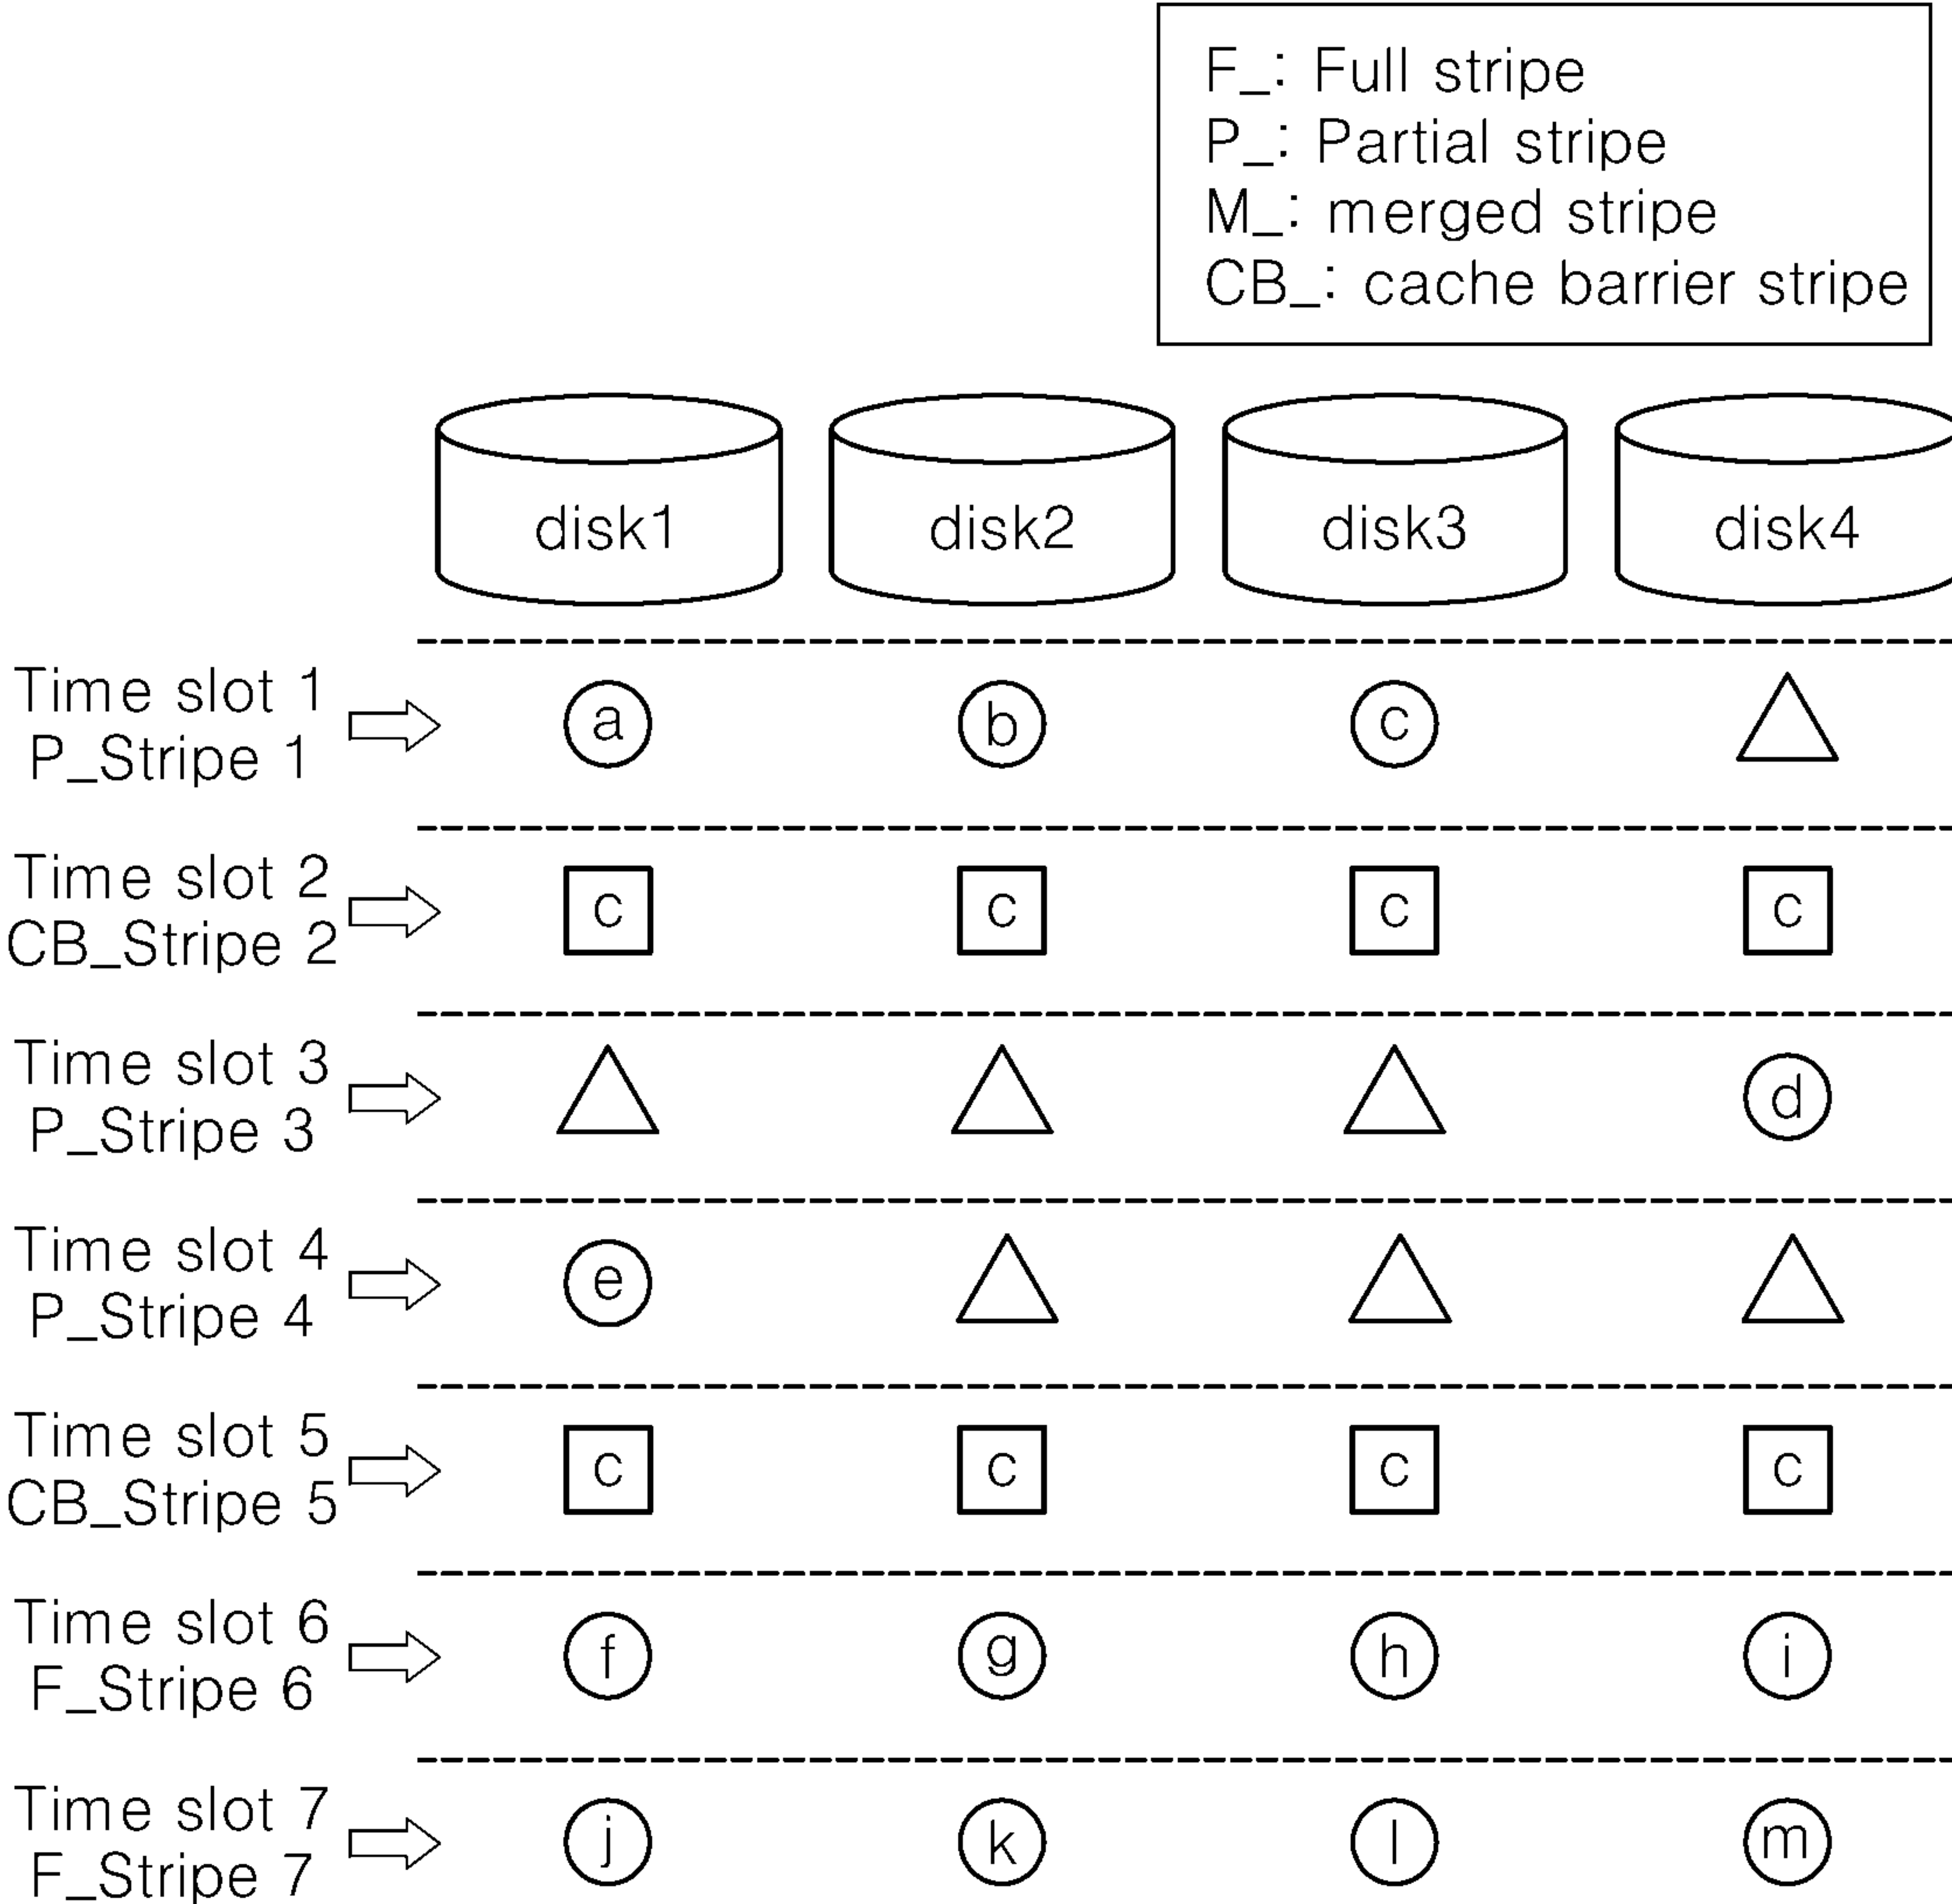 F_: Full stripe
P_: Partial stripe
M_: merged stripe
CB_: cache barrier stripe
disk1 disk2 disk3 disk4
Time slot 1
P_Stripe 1
a b c
Time slot 2
CB_Stripe 2
c c c c
Time slot 3
P_Stripe 3
d
Time slot 4
P_Stripe 4
e
Time slot 5
CB_Stripe 5
c c c c
Time slot 6
F_Stripe 6
f g h i
Time slot 7
F_Stripe 7
j k l m